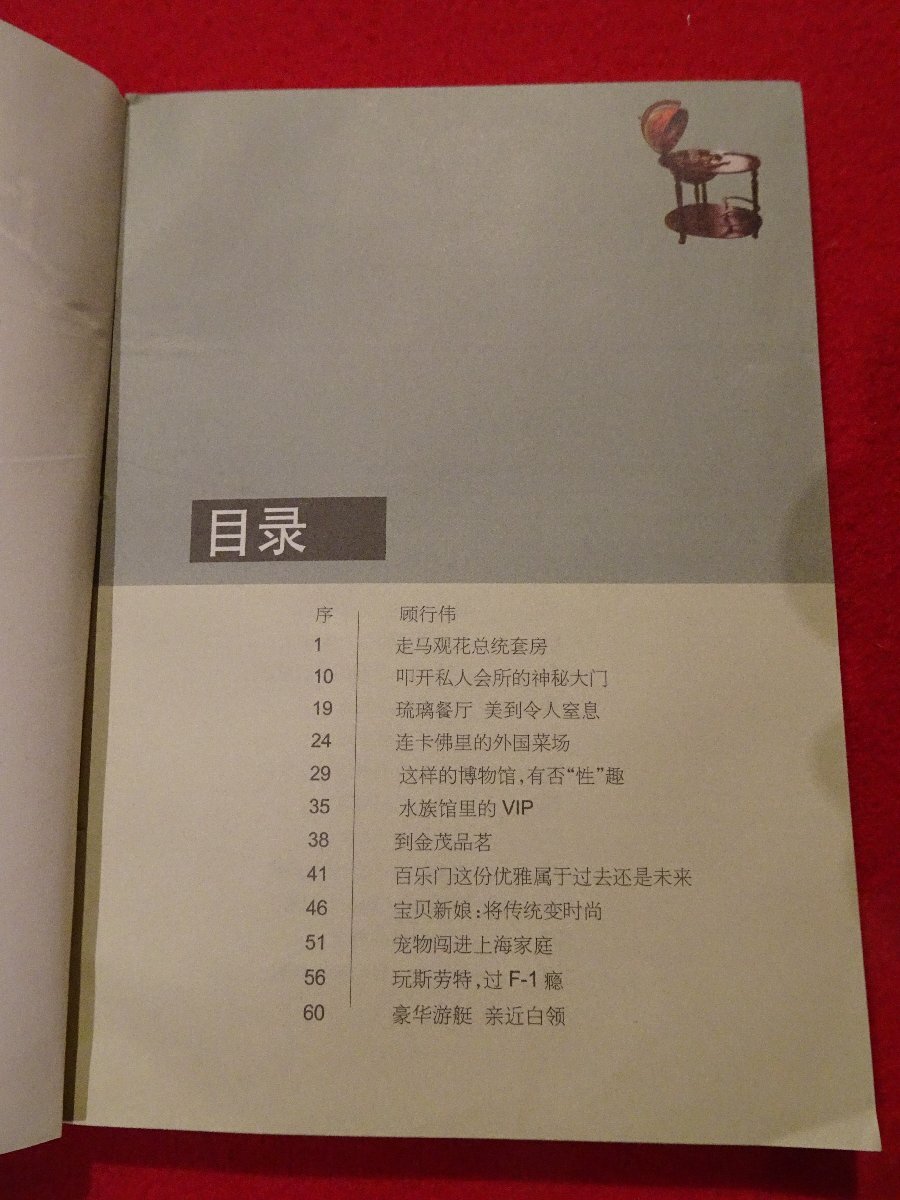 目录
序 顾行伟
1 走马观花总统套房
10 叩开私人会所的神秘大门
19 琉璃餐厅 美到令人窒息
24 连卡佛里的外国菜场
29 这样的博物馆,有否“性”趣
35 水族馆里的 VIP
38 到金茂品茗
41 百乐门这份优雅属于过去还是未来
46 宝贝新娘:将传统变时尚
51 宠物闯进上海家庭
56 玩斯劳特,过 F-1 瘾
60 豪华游艇 亲近白领